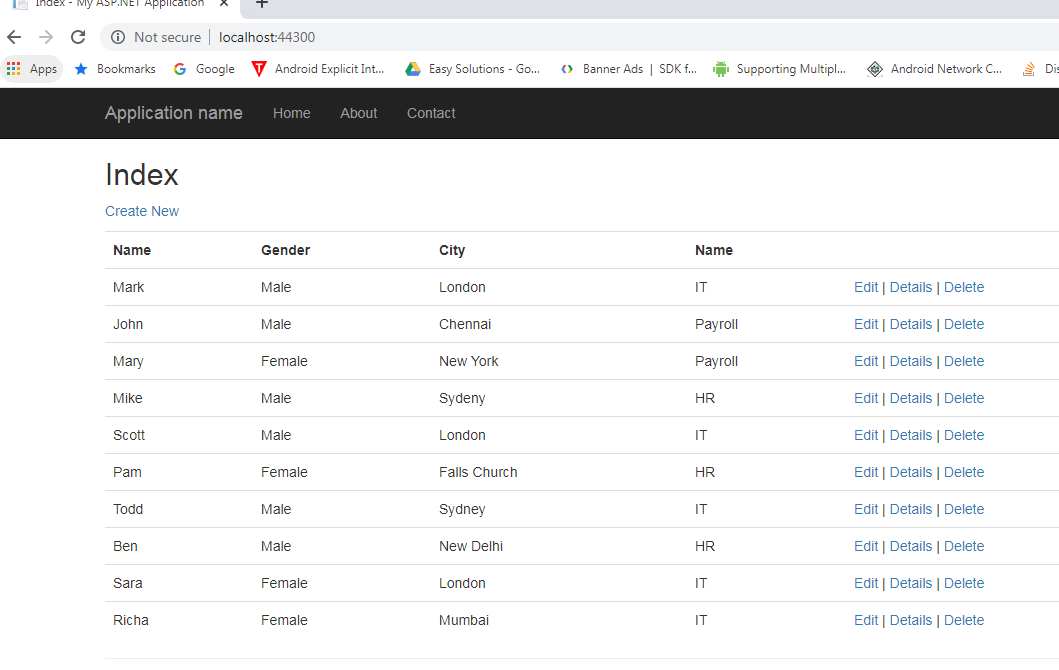 Index - My ASP.NET Application
Not secure | localhost:44300
Apps Bookmarks Google Android Explicit Int... Easy Solutions - Go... Banner Ads | SDK f... Supporting Multipl... Android Network C...
Application name Home About Contact
Index
Create New
Name Gender City Name
Mark Male London IT Edit | Details | Delete
John Male Chennai Payroll Edit | Details | Delete
Mary Female New York Payroll Edit | Details | Delete
Mike Male Sydeny HR Edit | Details | Delete
Scott Male London IT Edit | Details | Delete
Pam Female Falls Church HR Edit | Details | Delete
Todd Male Sydney IT Edit | Details | Delete
Ben Male New Delhi HR Edit | Details | Delete
Sara Female London IT Edit | Details | Delete
Richa Female Mumbai IT Edit | Details | Delete